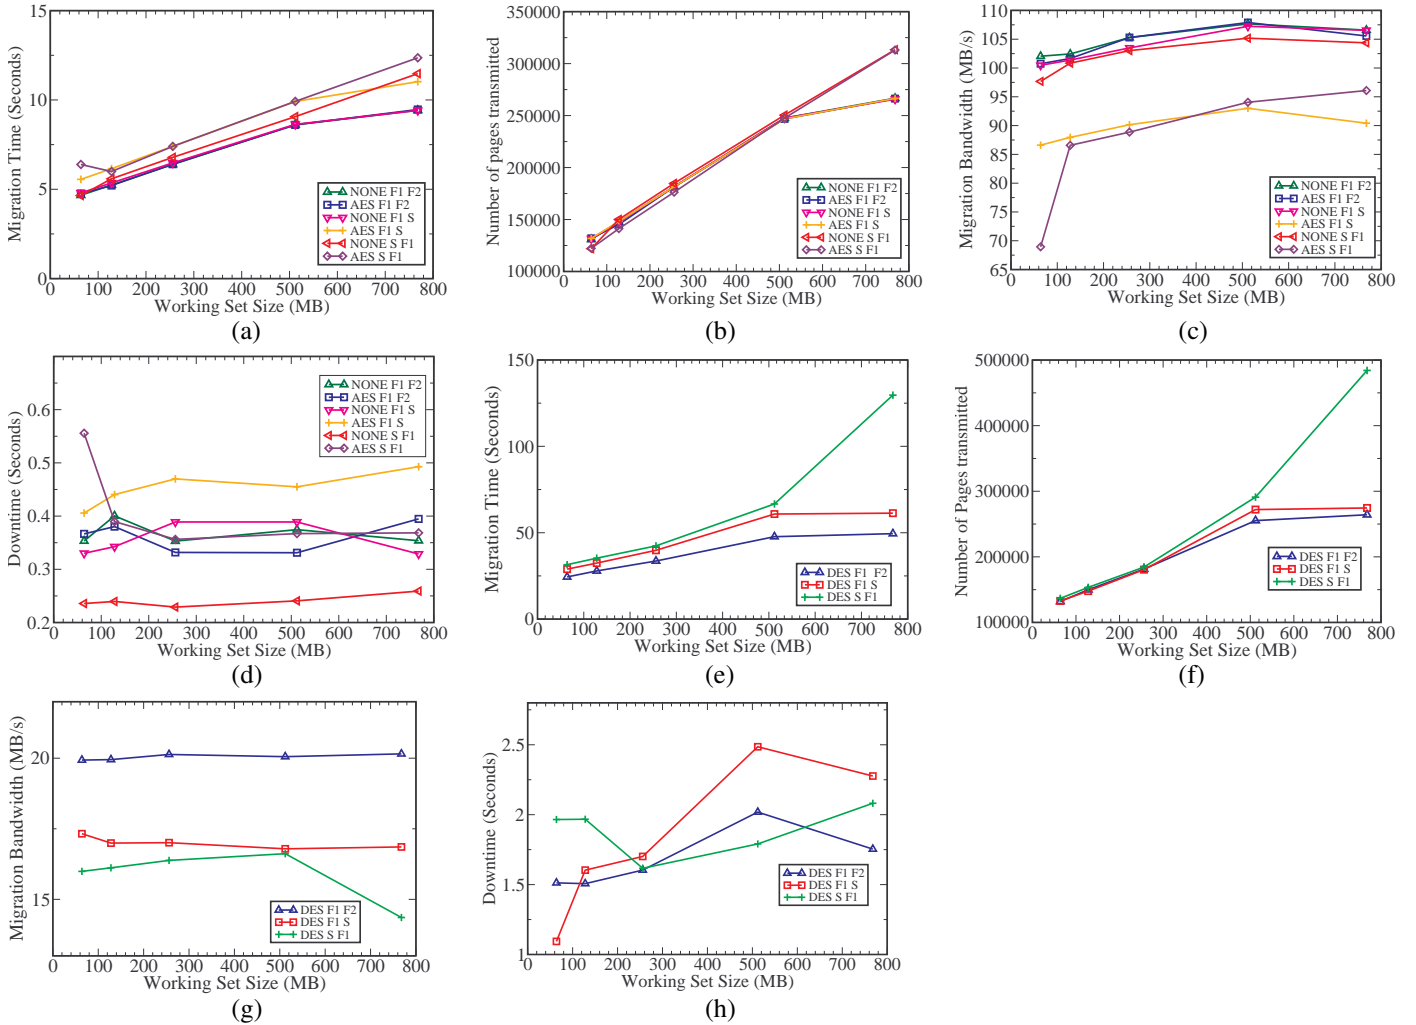 15
10
5
0
Migration Time (Seconds)
NONE F1 F2
AES F1 F2
NONE F1 S
AES F1 S
NONE S F1
AES S F1
0 100 200 300 400 500 600 700 800
Working Set Size (MB)
(a)
350000
300000
250000
200000
150000
100000
Number of pages transmitted
NONE F1 F2
AES F1 F2
NONE F1 S
AES F1 S
NONE S F1
AES S F1
0 100 200 300 400 500 600 700 800
Working Set Size (MB)
(b)
110
105
100
95
90
85
80
75
70
65
Migration Bandwidth (MB/s)
NONE F1 F2
AES F1 F2
NONE F1 S
AES F1 S
NONE S F1
AES S F1
0 100 200 300 400 500 600 700 800
Working Set Size (MB)
(c)
0.6
0.5
0.4
0.3
0.2
Downtime (Seconds)
NONE F1 F2
AES F1 F2
NONE F1 S
AES F1 S
NONE S F1
AES S F1
0 100 200 300 400 500 600 700 800
Working Set Size (MB)
(d)
150
100
50
0
Migration Time (Seconds)
DES F1 F2
DES F1 S
DES S F1
0 100 200 300 400 500 600 700 800
Working Set Size (MB)
(e)
500000
400000
300000
200000
100000
Number of Pages transmitted
DES F1 F2
DES F1 S
DES S F1
0 100 200 300 400 500 600 700 800
Working Set Size (MB)
(f)
20
15
Migration Bandwidth (MB/s)
DES F1 F2
DES F1 S
DES S F1
0 100 200 300 400 500 600 700 800
Working Set Size (MB)
(g)
2.5
2
1.5
1
Downtime (Seconds)
DES F1 F2
DES F1 S
DES S F1
0 100 200 300 400 500 600 700 800
Working Set Size (MB)
(h)